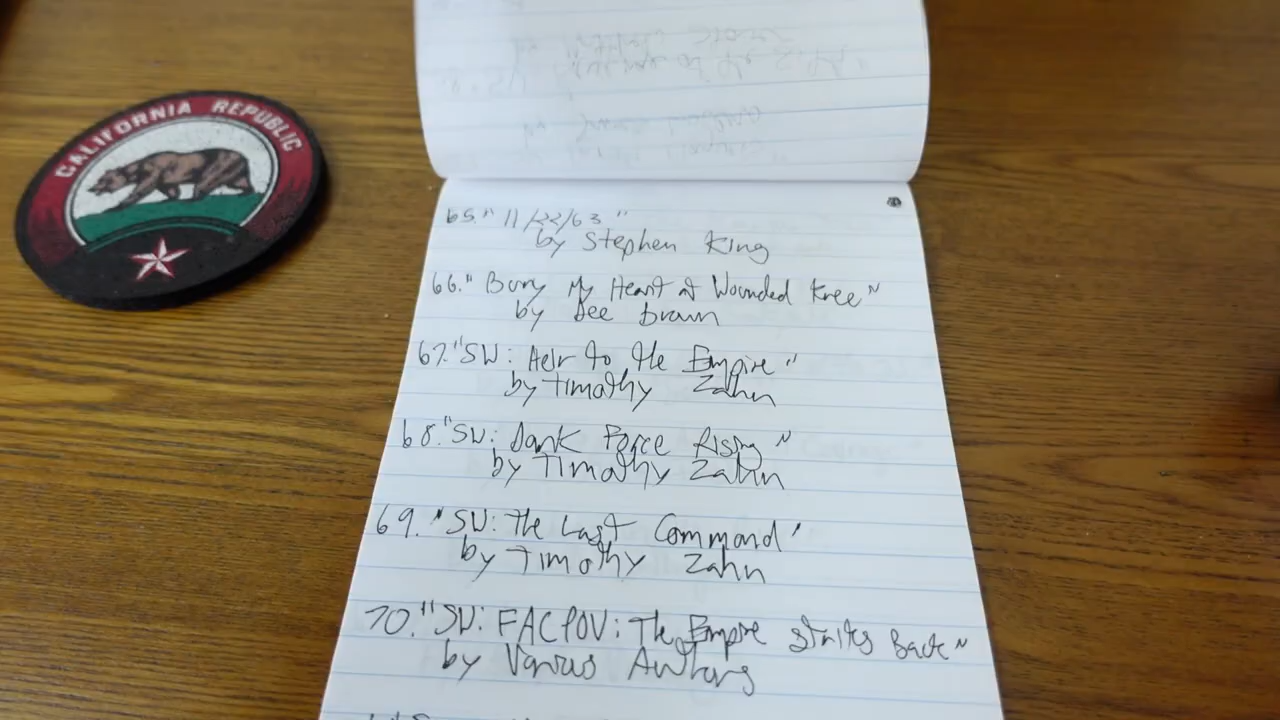 CALIFORNIA REPUBLIC
65. "11/22/63"
by Stephen King
66. "Bury My Heart at Wounded Knee"
by Dee Brown
67. "SW: Heir to the Empire"
by Timothy Zahn
68. "SW: Dark Force Rising"
by Timothy Zahn
69. "SW: The Last Command"
by Timothy Zahn
70. "SW: FACPOV: The Empire Strikes Back"
by Various Authors